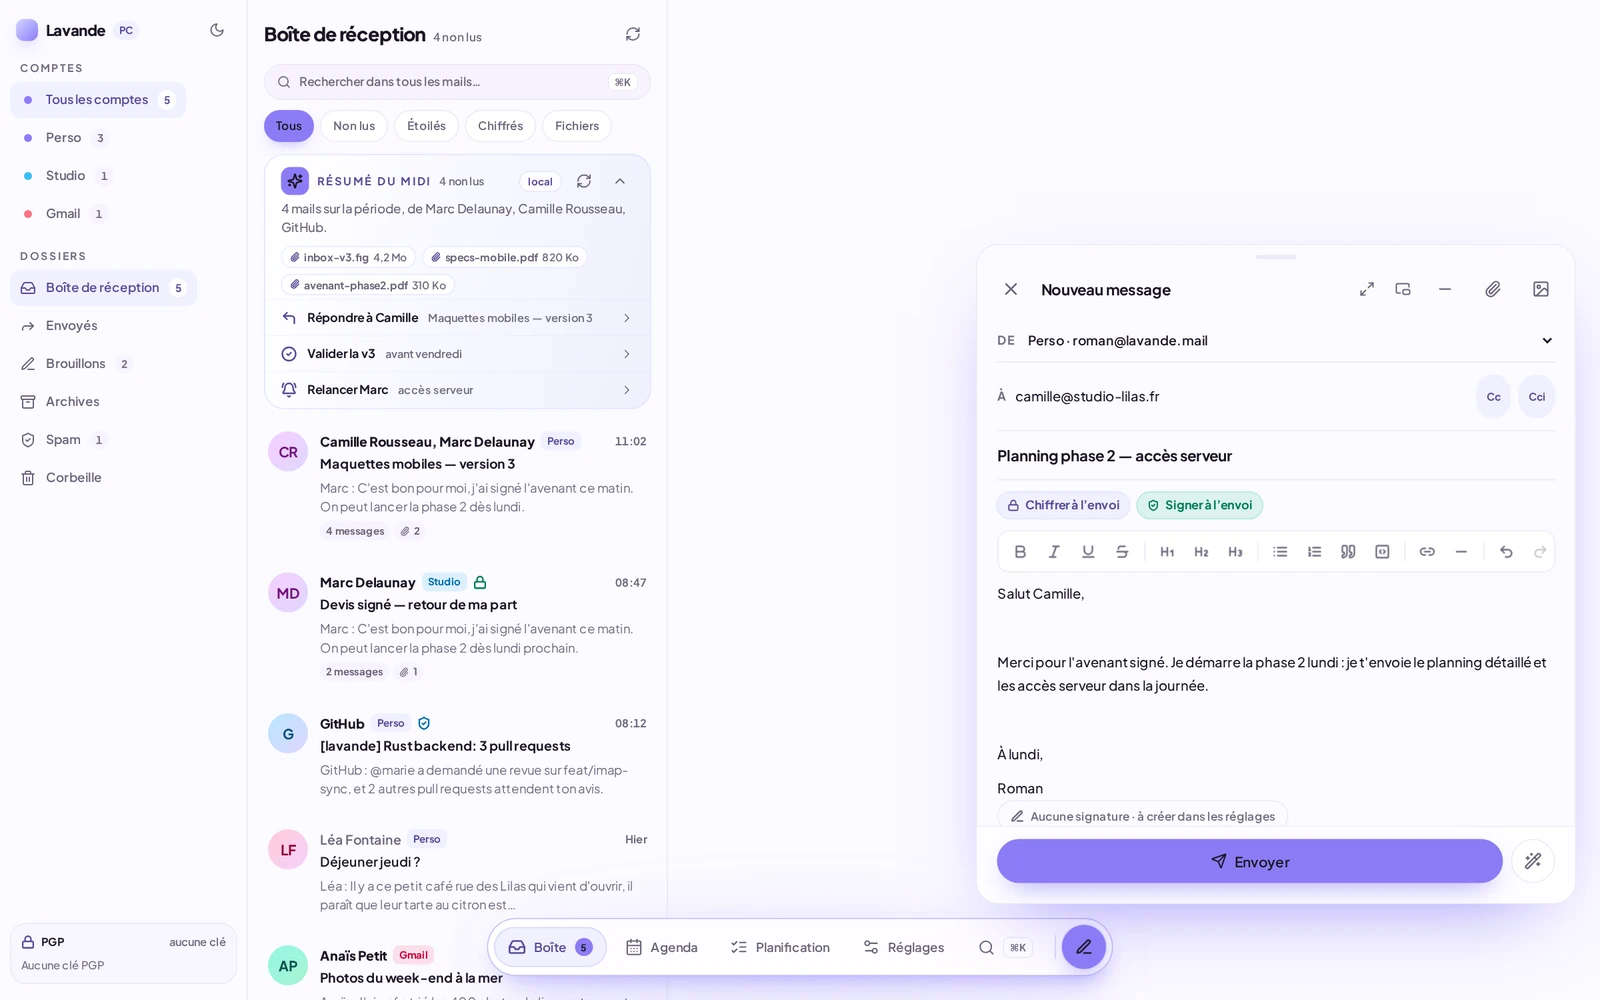 Lavande PC
COMPTES
Tous les comptes 5
Perso 3
Studio 1
Gmail 1
DOSSIERS
Boîte de réception 5
Envoyés
Brouillons 2
Archives
Spam 1
Corbeille
PGP aucune clé
Aucune clé PGP
Boîte de réception 4 non lus
Rechercher dans tous les mails… ⌘K
Tous Non lus Étoilés Chiffrés Fichiers
RÉSUMÉ DU MIDI 4 non lus local
4 mails sur la période, de Marc Delaunay, Camille Rousseau,
GitHub.
inbox-v3.fig 4,2 Mo specs-mobile.pdf 820 Ko
avenant-phase2.pdf 310 Ko
Répondre à Camille Maquettes mobiles — version 3
Valider la v3 avant vendredi
Relancer Marc accès serveur
CR Camille Rousseau, Marc Delaunay Perso 11:02
Maquettes mobiles — version 3
Marc : C'est bon pour moi, j'ai signé l'avenant ce matin.
On peut lancer la phase 2 dès lundi.
4 messages 2
MD Marc Delaunay Studio 08:47
Devis signé — retour de ma part
Marc : C'est bon pour moi, j'ai signé l'avenant ce matin.
On peut lancer la phase 2 dès lundi prochain.
2 messages 1
G GitHub Perso 08:12
[lavande] Rust backend: 3 pull requests
GitHub : @marie a demandé une revue sur feat/imap-
sync, et 2 autres pull requests attendent ton avis.
LF Léa Fontaine Perso Hier
Déjeuner jeudi ?
Léa : Il y a ce petit café rue des Lilas qui vient d'ouvrir, il
paraît que leur tarte au citron est…
AP Anaïs Petit Gmail
Photos du week-end à la mer
Nouveau message
DE Perso · roman@lavande.mail
À camille@studio-lilas.fr Cc Cci
Planning phase 2 — accès serveur
Chiffrer à l'envoi Signer à l'envoi
B I U S H1 H2 H3
Salut Camille,
Merci pour l'avenant signé. Je démarre la phase 2 lundi : je t'envoie le planning détaillé et
les accès serveur dans la journée.
À lundi,
Roman
Aucune signature · à créer dans les réglages
Envoyer
Boîte 5 Agenda Planification Réglages ⌘K